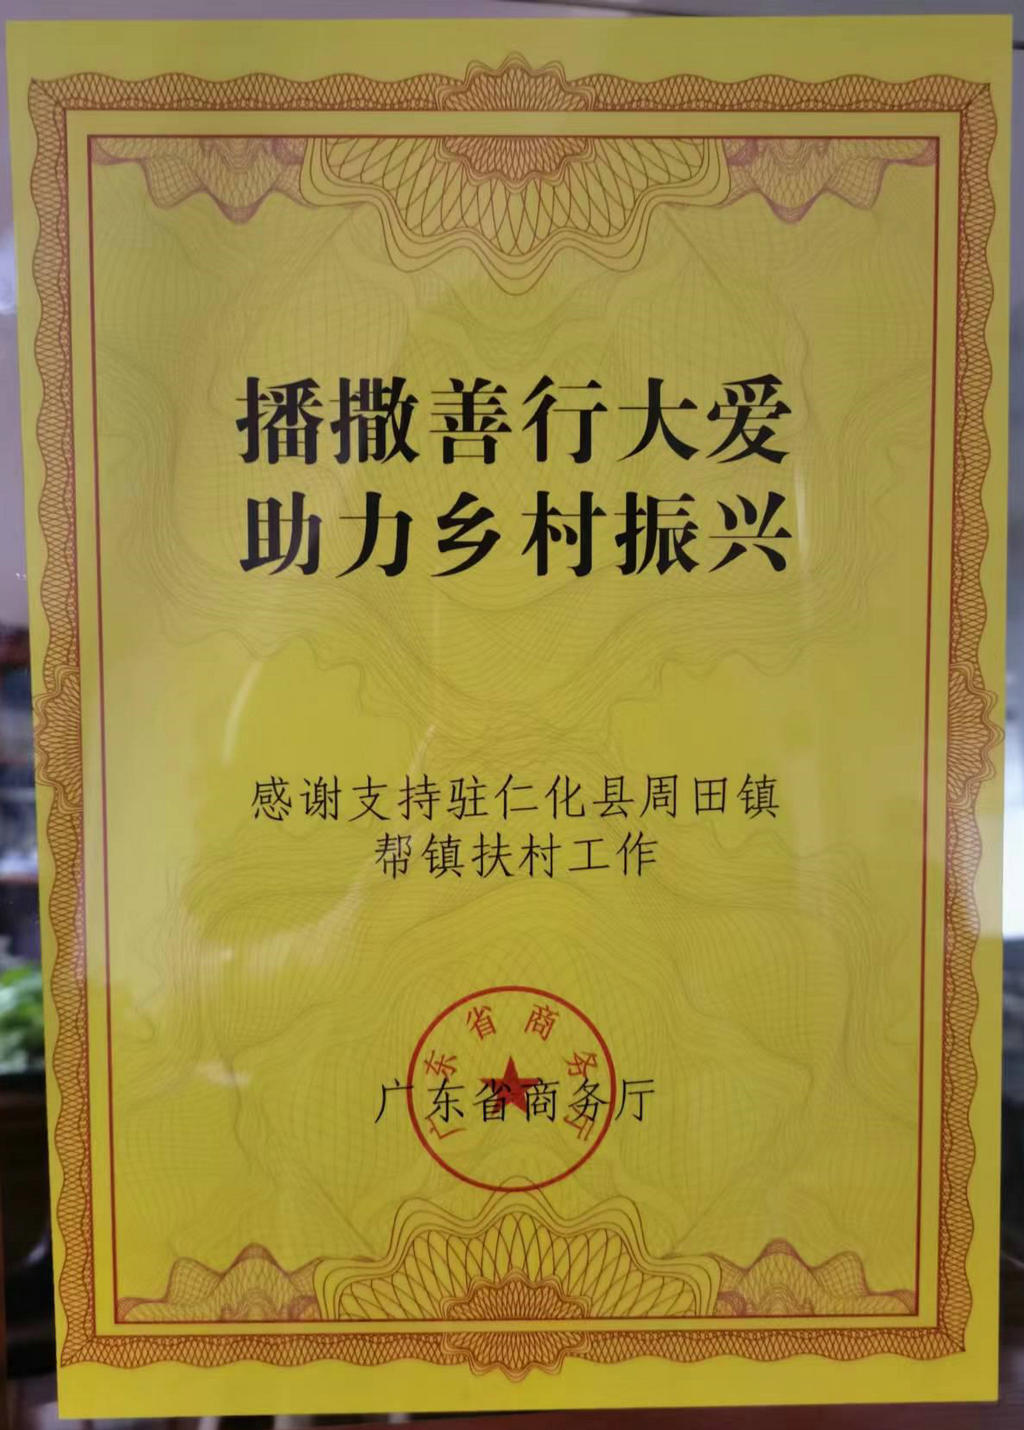 播撒善行大爱
助力乡村振兴
感谢支持驻仁化县周田镇
帮镇扶村工作
广东省商务厅
广东省商务厅